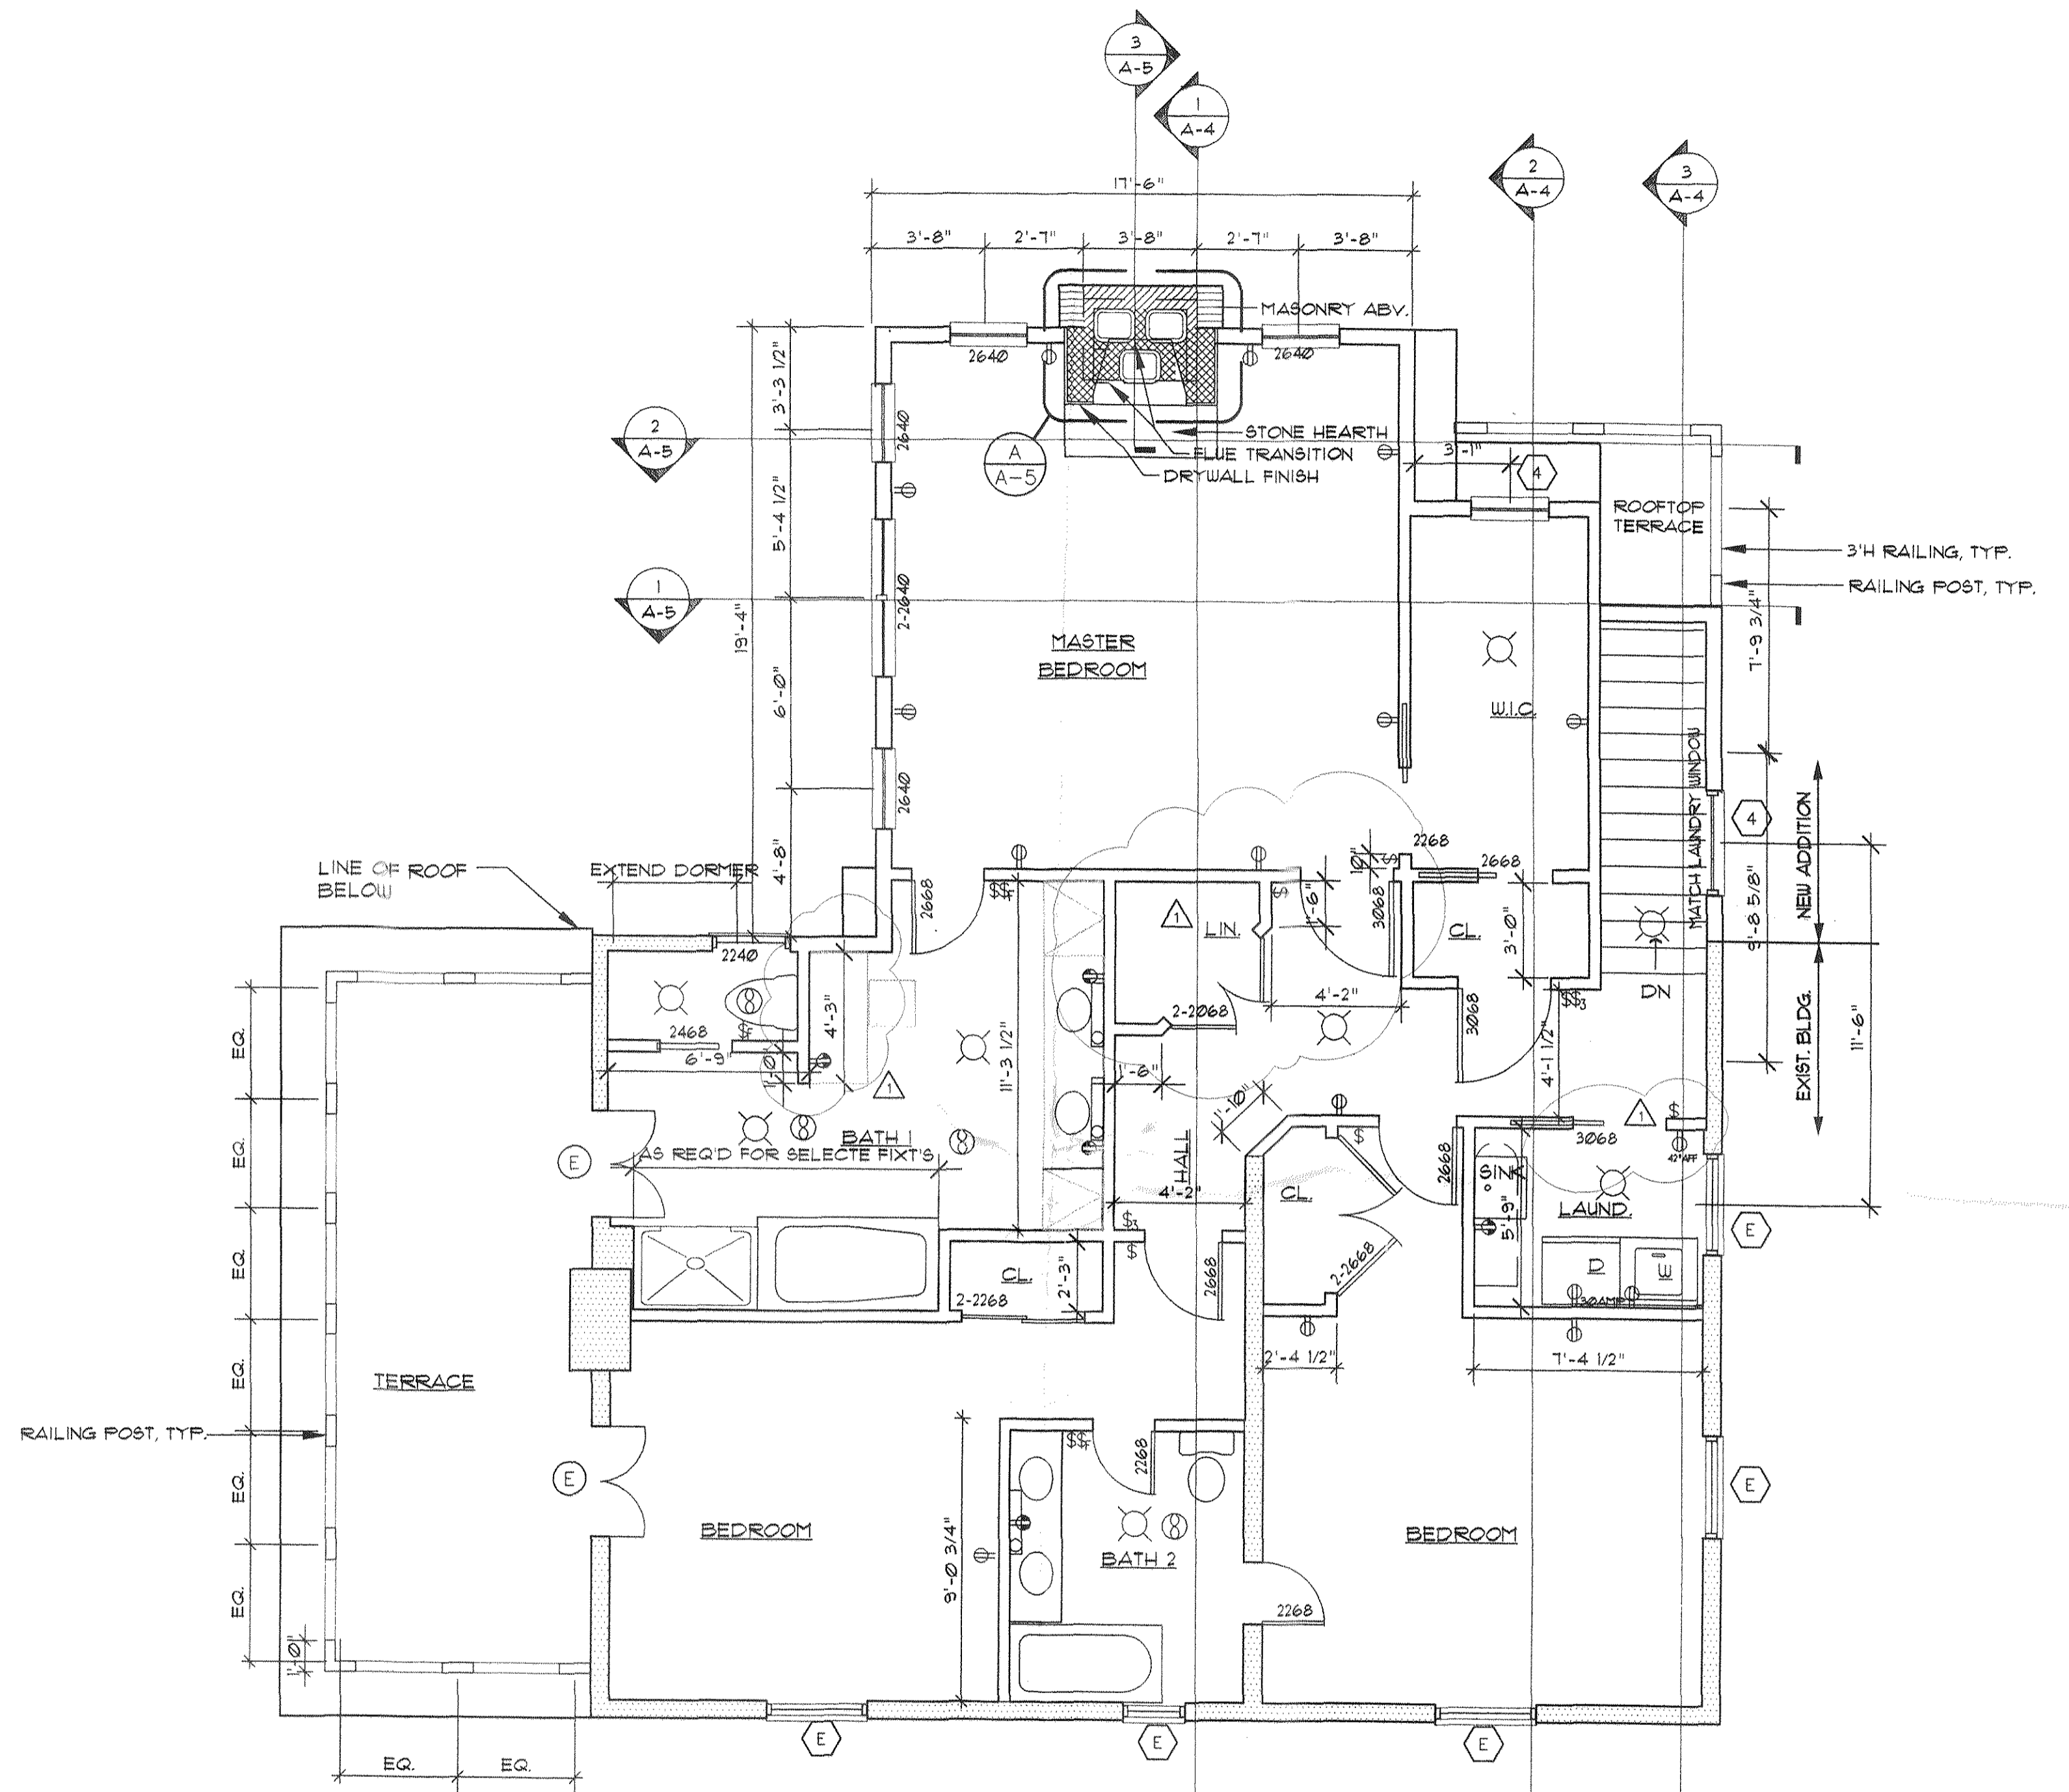 3
A-5
1
A-4
2
A-4
3
A-4
17'-6"
3'-8"
2'-7"
3'-8"
2'-7"
3'-8"
MASONRY ABV.
2640
2640
3'-3 1/2"
2640
2
A-5
A
A-5
STONE HEARTH
FLUE TRANSITION
DRYWALL FINISH
3'-1"
4
ROOFTOP
TERRACE
3'H RAILING, TYP.
RAILING POST, TYP.
5'-4 1/2"
1
A-5
2-2640
19'-4"
MASTER
BEDROOM
7'-9 3/4"
6'-0"
W.I.C.
2640
MATCH LAUNDRY WINDOW
4
NEW ADDITION
4'-8"
LINE OF ROOF
BELOW
EXTEND DORMER
2668
10"
2268
2668
9'-8 5/8"
1'-6"
3068
1
LIN.
CL.
3'-0"
2240
DN
EXIST. BLDG.
11'-6"
4'-3"
2468
6'-9"
1'-0"
11'-3 1/2"
2-2068
4'-2"
3068
4'-1 1/2"
1
1'-6"
1'-10"
1
3068
42" AFF
BATH 1
AS REQ'D FOR SELECTE FIXT'S
E
HALL
4'-2"
CL.
2668
SINK
5'-9"
LAUND.
E
CL.
2'-3"
2-2268
2668
2-2668
D
W
30AMP
2'-4 1/2"
7'-4 1/2"
TERRACE
RAILING POST, TYP.
EQ.
EQ.
EQ.
EQ.
EQ.
EQ.
E
2268
E
BEDROOM
9'-0 3/4"
BATH 2
BEDROOM
2268
1'-0"
E
E
E
EQ.
EQ.